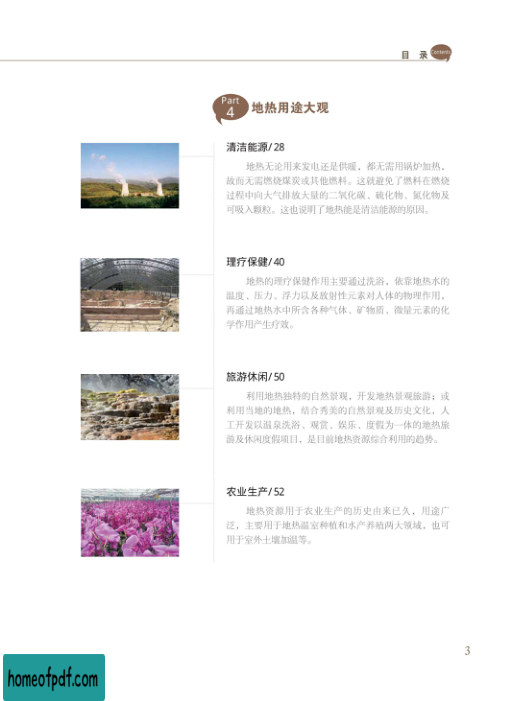 目 录 Contents
Part
4
地热用途大观
清洁能源/28
地热无论用来发电还是供暖，都无需用锅炉加热，
故而无需燃烧煤炭或其他燃料。这就避免了燃料在燃烧
过程中向大气排放大量的二氧化碳、硫化物、氮化物及
可吸入颗粒。这也说明了地热能是清洁能源的原因。
理疗保健/40
地热的理疗保健作用主要通过洗浴，依靠地热水的
温度、压力、浮力以及放射性元素对人体的物理作用，
再通过地热水中所含各种气体、矿物质、微量元素的化
学作用产生疗效。
旅游休闲/50
利用地热独特的自然景观，开发地热景观旅游；或
利用当地的地热，结合秀美的自然景观及历史文化，人
工开发以温泉洗浴、观赏、娱乐、度假为一体的地热旅
游及休闲度假项目，是目前地热资源综合利用的趋势。
农业生产/52
地热资源用于农业生产的历史由来已久，用途广
泛，主要用于地热温室种植和水产养殖两大领域，也可
用于室外土壤加温等。
3
homeofpdf.com